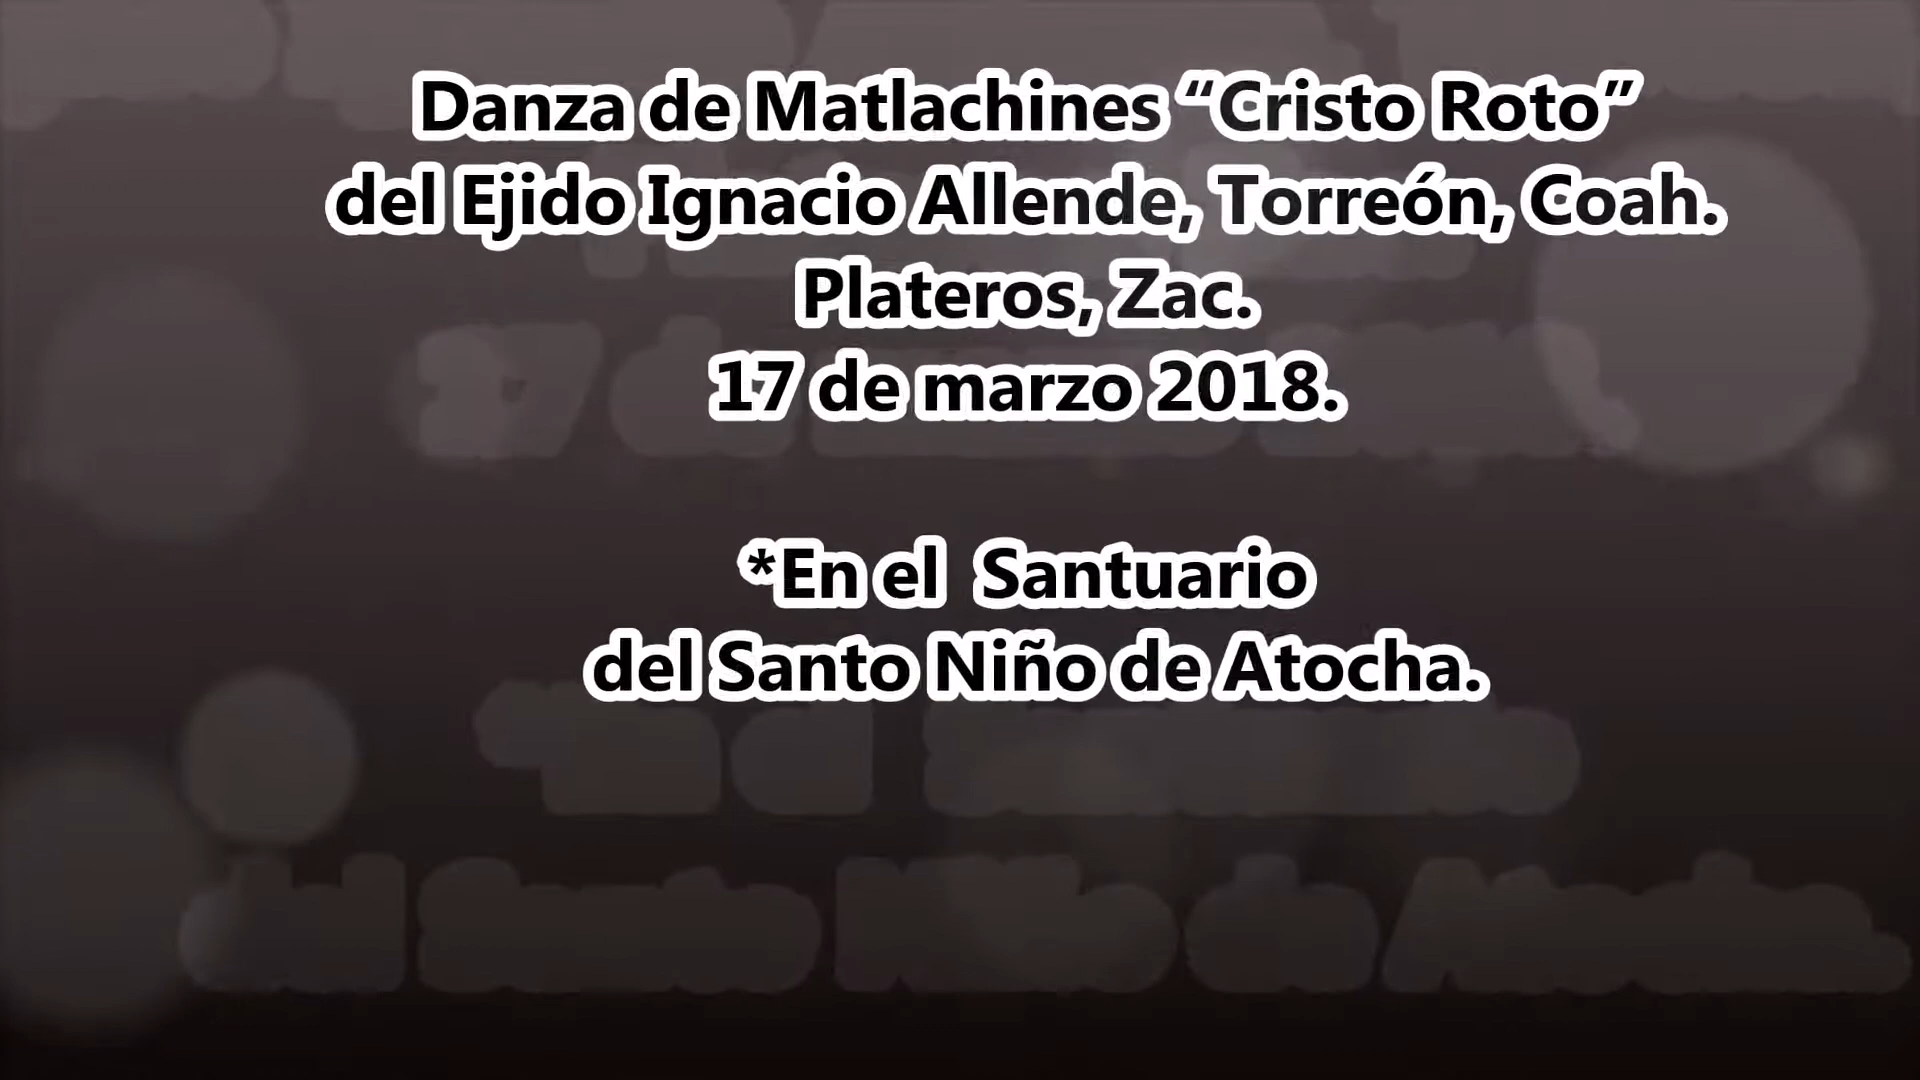 Danza de Matlachines “Cristo Roto”
del Ejido Ignacio Allende, Torreón, Coah.
Plateros, Zac.
17 de marzo 2018.
*En el Santuario
del Santo Niño de Atocha.